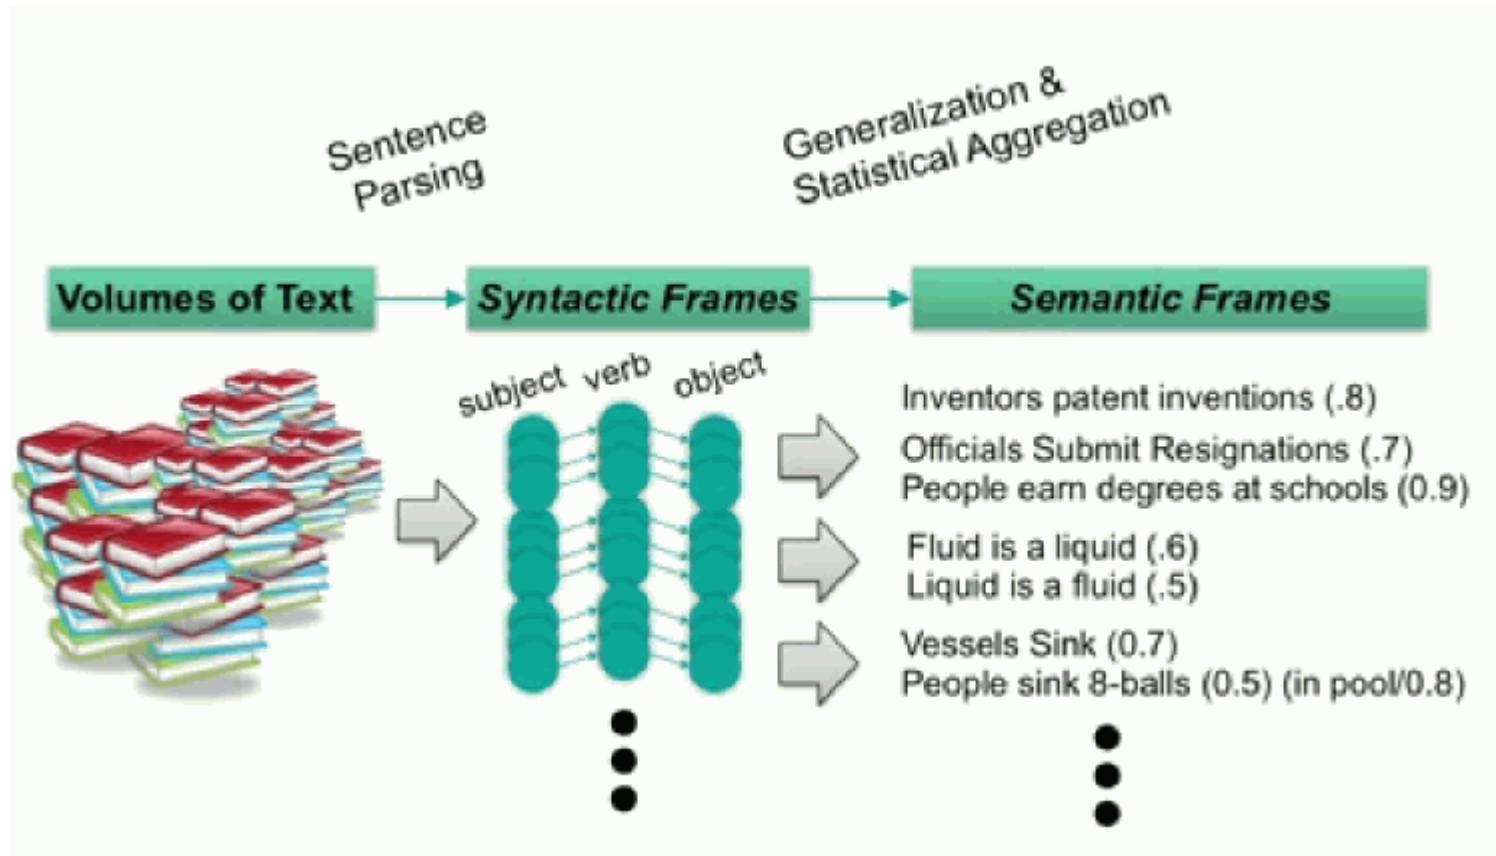 Sentence
Parsing
Generalization &
Statistical Aggregation
Volumes of Text
Syntactic Frames
Semantic Frames
subject verb object
Inventors patent inventions (.8)
Officials Submit Resignations (.7)
People earn degrees at schools (0.9)
Fluid is a liquid (.6)
Liquid is a fluid (.5)
Vessels Sink (0.7)
People sink 8-balls (0.5) (in pool/0.8)